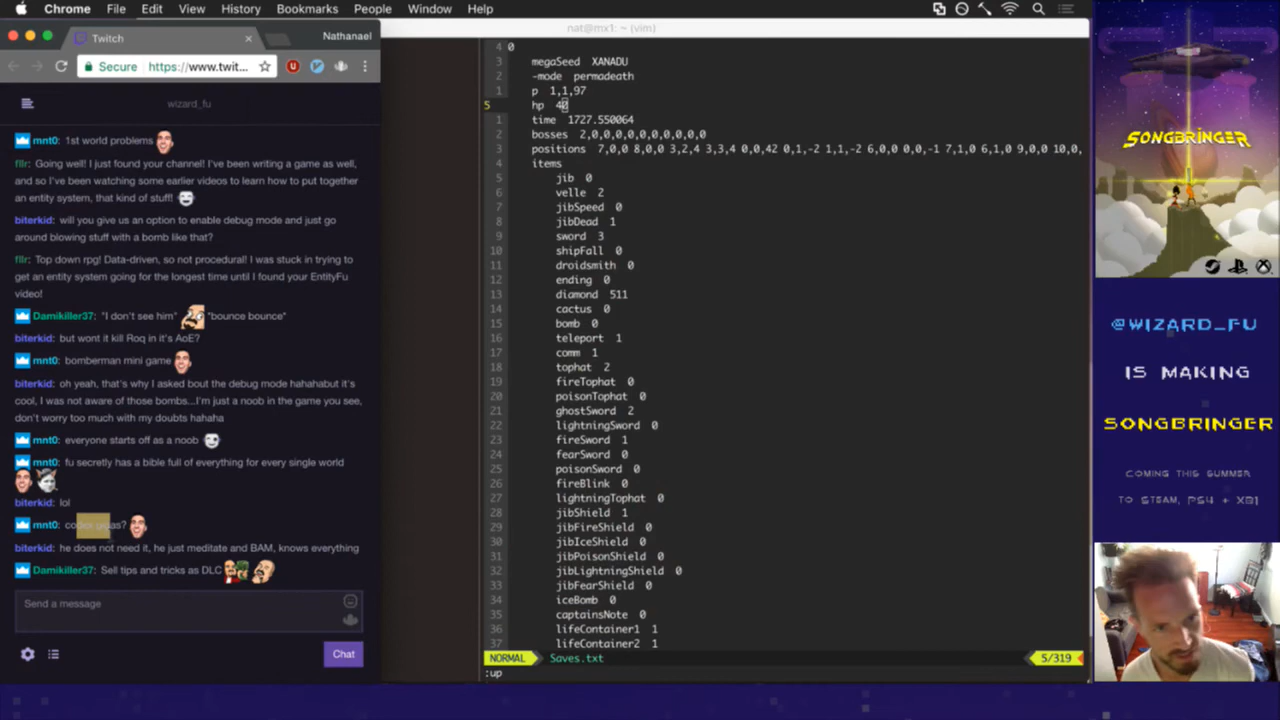 Chrome File Edit View History Bookmarks People Window Help
Twitch
Nathanael
nat@mx1: ~ (vim)
Secure https://www.twit...
wizard_fu
mnt0: 1st world problems
fllr: Going well! I just found your channel! I've been writing a game as well,
and so I've been watching some earlier videos to learn how to put together
an entity system, that kind of stuff!
biterkid: will you give us an option to enable debug mode and just go
around blowing stuff with a bomb like that?
fllr: Top down rpg! Data-driven, so not procedural! I was stuck in trying to
get an entity system going for the longest time until I found your EntityFu
video!
Damikiller37: "I don't see him" "bounce bounce"
biterkid: but wont it kill Roq in it's AoE?
mnt0: bomberman mini game
biterkid: oh yeah, that's why I asked bout the debug mode hahahabut it's
cool, I was not aware of those bombs...I'm just a noob in the game you see,
don't worry too much with my doubts hahaha
mnt0: everyone starts off as a noob
mnt0: fu secretly has a bible full of everything for every single world
biterkid: lol
mnt0:
biterkid: he does not need it, he just meditate and BAM, knows everything
Damikiller37: Sell tips and tricks as DLC
Send a message
Chat
4 0
3 megaSeed XANADU
2 -mode permadeath
1 p 1,1,97
5 hp 40
1 time 1727.550064
2 bosses 2,0,0,0,0,0,0,0,0,0,0
3 positions 7,0,0 8,0,0 3,2,4 3,3,4 0,0,42 0,1,-2 1,1,-2 6,0,0 0,0,-1 7,1,0 6,1,0 9,0,0 10,0,
4 items
5 jib 0
6 velle 2
7 jibSpeed 0
8 jibDead 1
9 sword 3
10 shipFall 0
11 droidsmith 0
12 ending 0
13 diamond 511
14 cactus 0
15 bomb 0
16 teleport 1
17 comm 1
18 tophat 2
19 fireTophat 0
20 poisonTophat 0
21 ghostSword 2
22 lightningSword 0
23 fireSword 1
24 fearSword 0
25 poisonSword 0
26 fireBlink 0
27 lightningTophat 0
28 jibShield 1
29 jibFireShield 0
30 jibIceShield 0
31 jibPoisonShield 0
32 jibLightningShield 0
33 jibFearShield 0
34 iceBomb 0
35 captainsNote 0
36 lifeContainer1 1
37 lifeContainer2 1
NORMAL Saves.txt 5/319
:up
SONGBRINGER
@WIZARD_FU
IS MAKING
SONGBRINGER
COMING THIS SUMMER
TO STEAM, PS4 + XB1